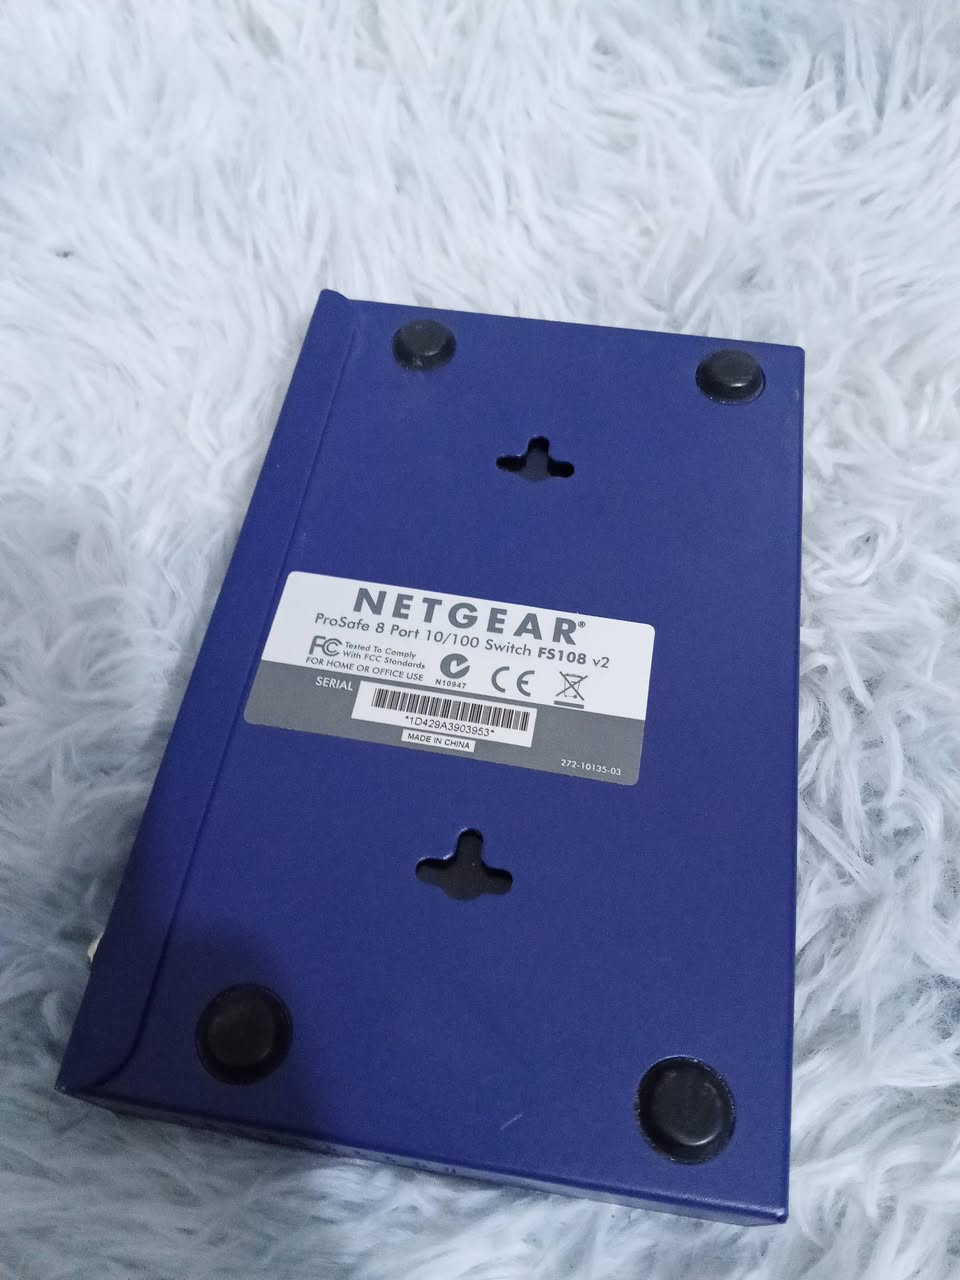 NETGEAR®
ProSafe 8 Port 10/100 Switch FS108 v2
FC Tested To Comply
With FCC Standards
FOR HOME OR OFFICE USE
N10947
CE
SERIAL
*1D429A3903953*
MADE IN CHINA
272-10135-03